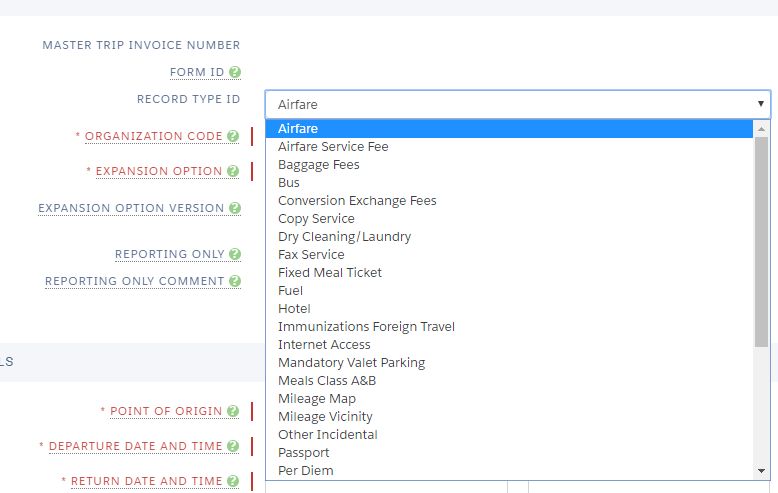 MASTER TRIP INVOICE NUMBER
FORM ID ?
RECORD TYPE ID
Airfare
* ORGANIZATION CODE ?
* EXPANSION OPTION ?
EXPANSION OPTION VERSION ?
REPORTING ONLY ?
REPORTING ONLY COMMENT ?
Airfare
Airfare Service Fee
Baggage Fees
Bus
Conversion Exchange Fees
Copy Service
Dry Cleaning/Laundry
Fax Service
Fixed Meal Ticket
Fuel
Hotel
Immunizations Foreign Travel
Internet Access
Mandatory Valet Parking
Meals Class A&B
Mileage Map
Mileage Vicinity
Other Incidental
Passport
Per Diem
LS
* POINT OF ORIGIN ?
* DEPARTURE DATE AND TIME ?
* RETURN DATE AND TIME ?